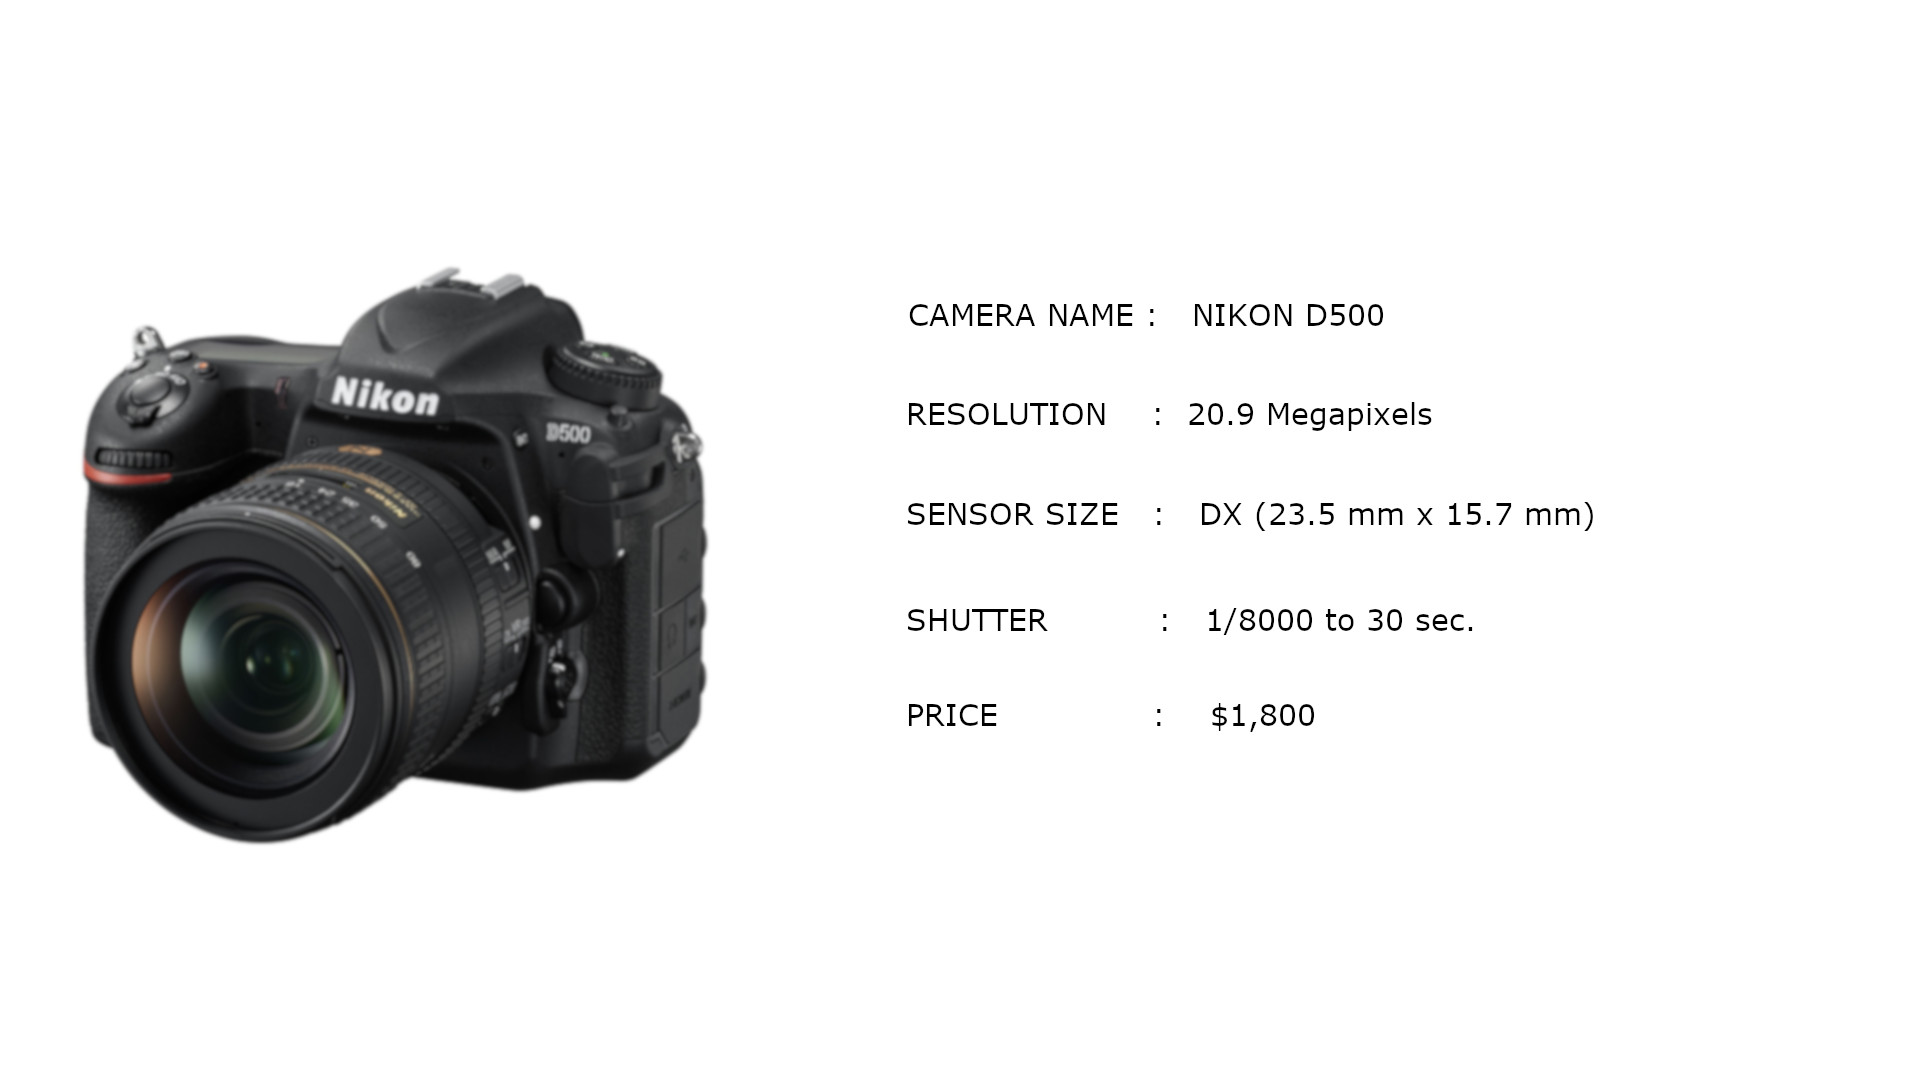 Nikon
D500
CAMERA NAME : NIKON D500
RESOLUTION : 20.9 Megapixels
SENSOR SIZE : DX (23.5 mm x 15.7 mm)
SHUTTER : 1/8000 to 30 sec.
PRICE : $1,800